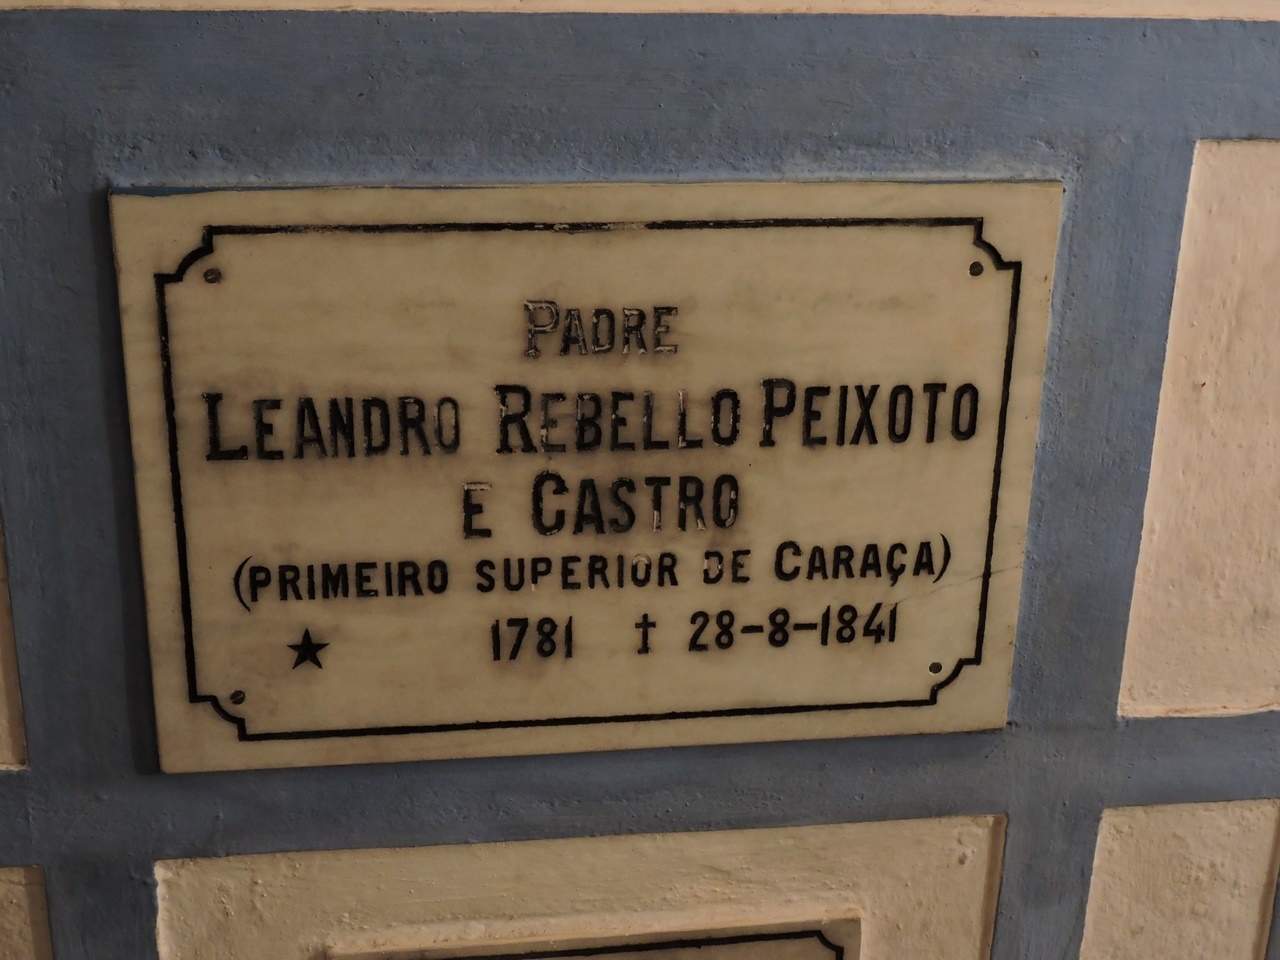 PADRE
LEANDRO REBELLO PEIXOTO
E CASTRO
(PRIMEIRO SUPERIOR DE CARAÇA)
★ 1781 † 28-8-1841